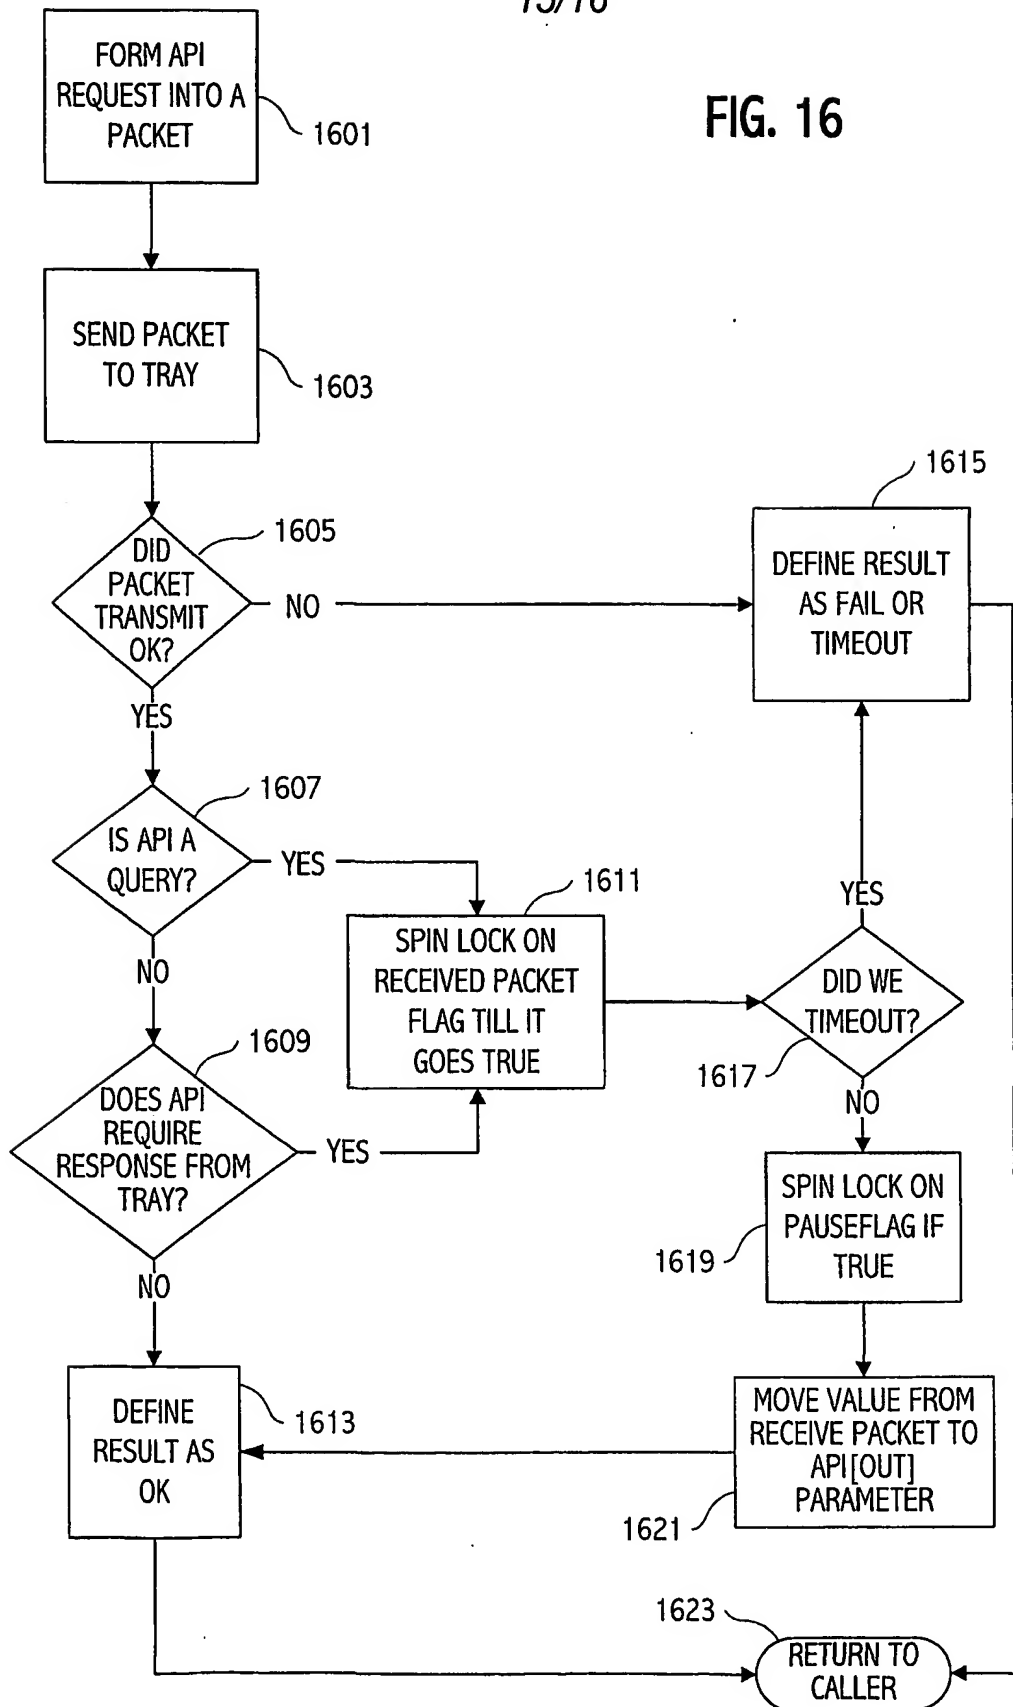 15/16
FORM API
REQUEST INTO A
PACKET
1601
FIG. 16
SEND PACKET
TO TRAY
1603
1605
DID
PACKET
TRANSMIT
OK?
NO
1615
DEFINE RESULT
AS FAIL OR
TIMEOUT
YES
1607
IS API A
QUERY?
YES
1611
SPIN LOCK ON
RECEIVED PACKET
FLAG TILL IT
GOES TRUE
YES
DID WE
TIMEOUT?
1617
NO
NO
1609
DOES API
REQUIRE
RESPONSE FROM
TRAY?
YES
SPIN LOCK ON
PAUSEFLAG IF
TRUE
1619
NO
DEFINE
RESULT AS
OK
1613
MOVE VALUE FROM
RECEIVE PACKET TO
API[OUT]
PARAMETER
1621
1623
RETURN TO
CALLER